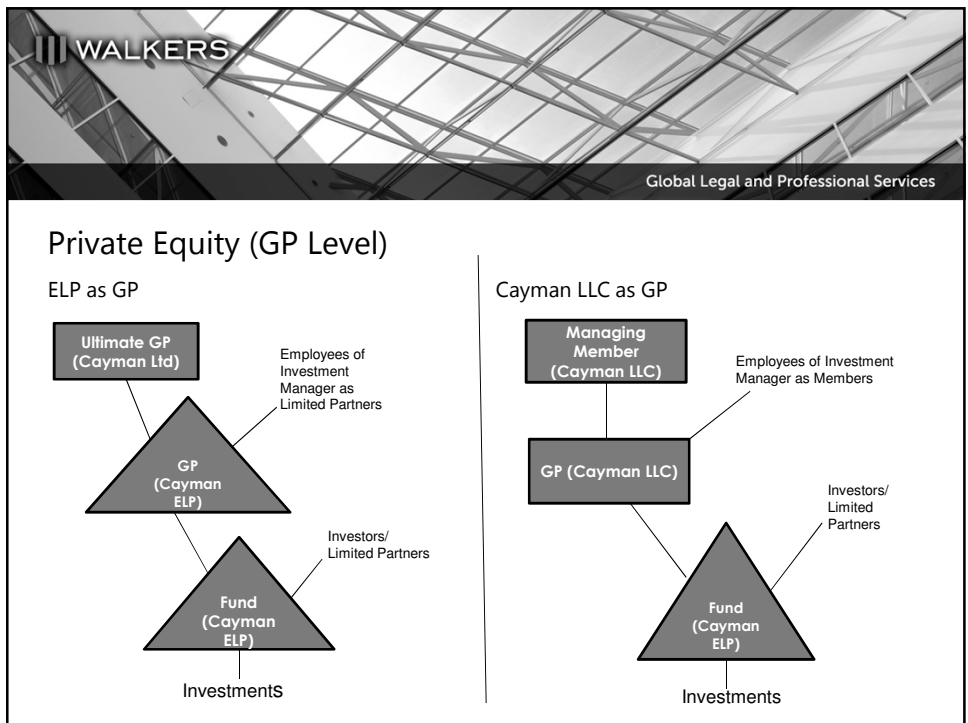 WALKERS
Global Legal and Professional Services
Private Equity (GP Level)
ELP as GP
Ultimate GP
(Cayman Ltd)
Employees of
Investment
Manager as
Limited Partners
GP
(Cayman
ELP)
Investors/
Limited Partners
Fund
(Cayman
ELP)
Investments
Cayman LLC as GP
Managing
Member
(Cayman LLC)
Employees of Investment
Manager as Members
GP (Cayman LLC)
Investors/
Limited
Partners
Fund
(Cayman
ELP)
Investments